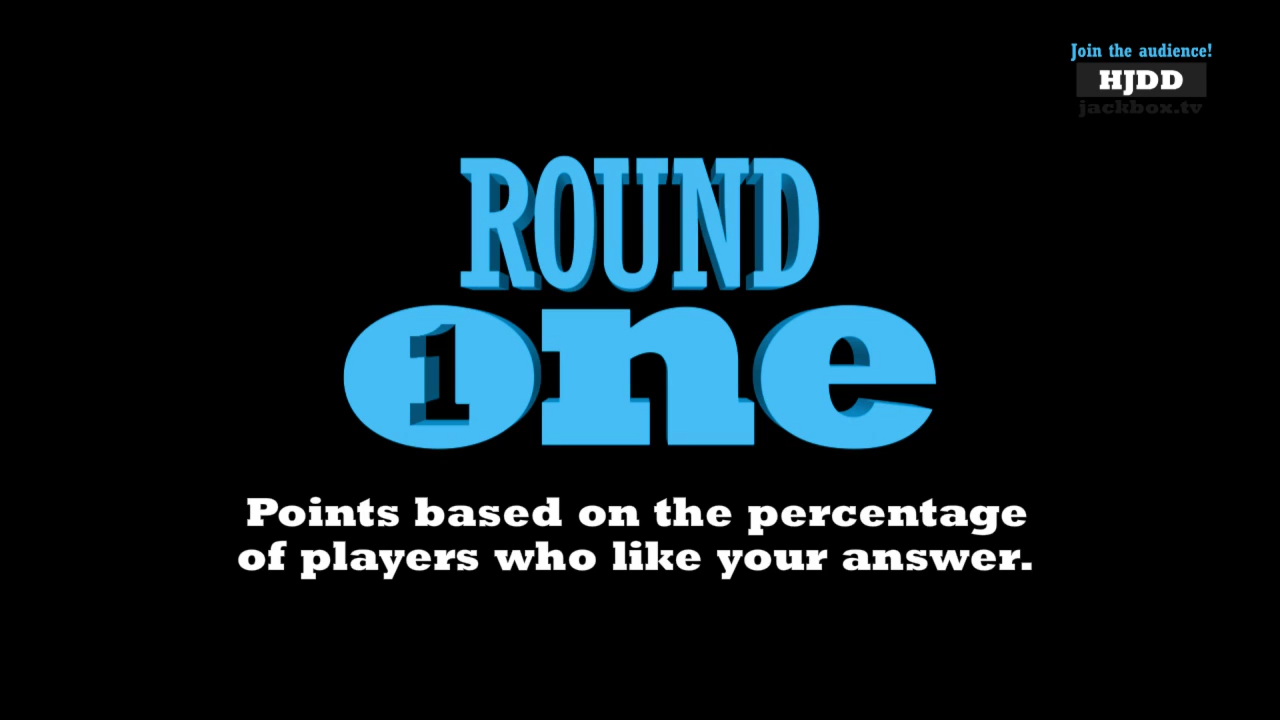 Join the audience!
HJDD
jackbox.tv
ROUND
One
1
Points based on the percentage
of players who like your answer.